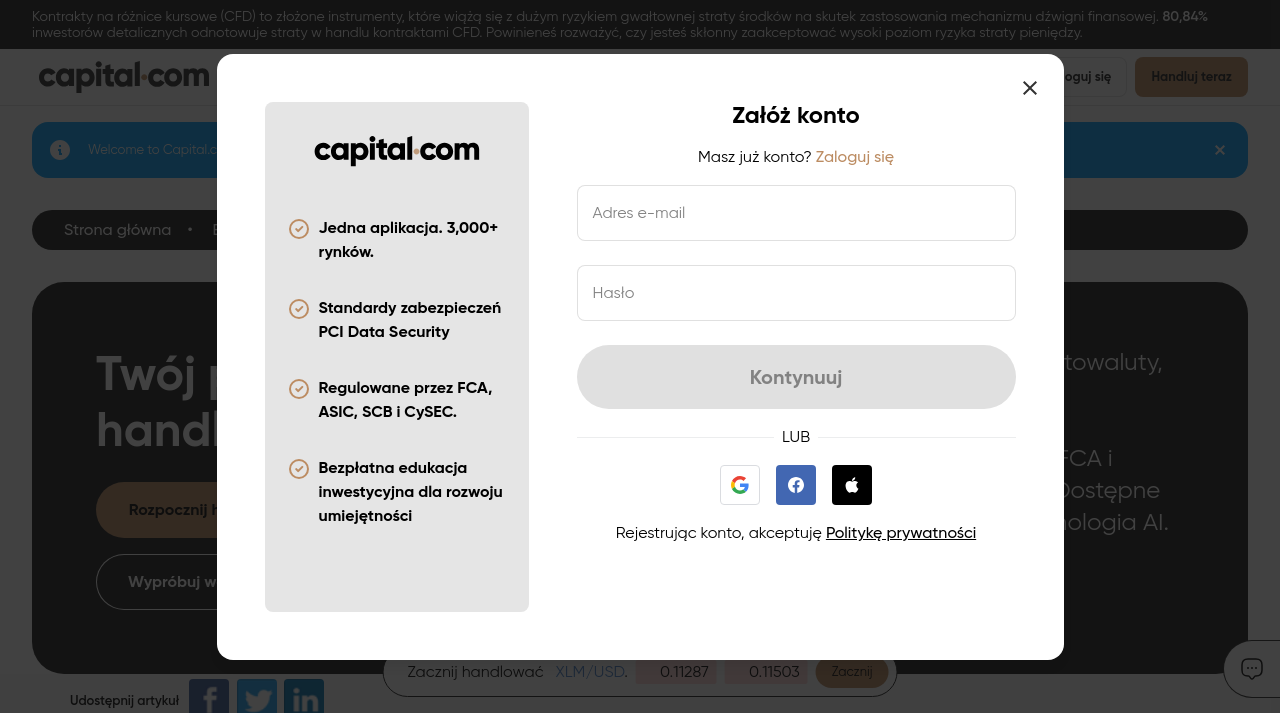 Kontrakty na różnice kursowe (CFD) to złożone instrumenty, które wiążą się z dużym ryzykiem gwałtownej straty środków na skutek zastosowania mechanizmu dźwigni finansowej. 80,84%
inwestorów detalicznych odnotowuje straty w handlu kontraktami CFD. Powinieneś rozważyć, czy jesteś skłonny zaakceptować wysoki poziom ryzyka straty pieniędzy.
capital.com
Handluj teraz
Welcome to Capital.c
Strona główna
Twój
handl
Rozpocznij
Wypróbuj
FCA i
Dostępne
AI.
capital.com
Jedna aplikacja. 3,000+
rynków.
Standardy zabezpieczeń
PCI Data Security
Regulowane przez FCA,
ASIC, SCB i CySEC.
Bezpłatna edukacja
inwestycyjna dla rozwoju
umiejętności
Załóż konto
Masz już konto? Zaloguj się
Adres e-mail
Hasło
Kontynuuj
LUB
Rejestrując konto, akceptuję Politykę prywatności
Zacznij handlować XLM/USD. 0.11287 0.11503 Zacznij
Udostępnij artykuł